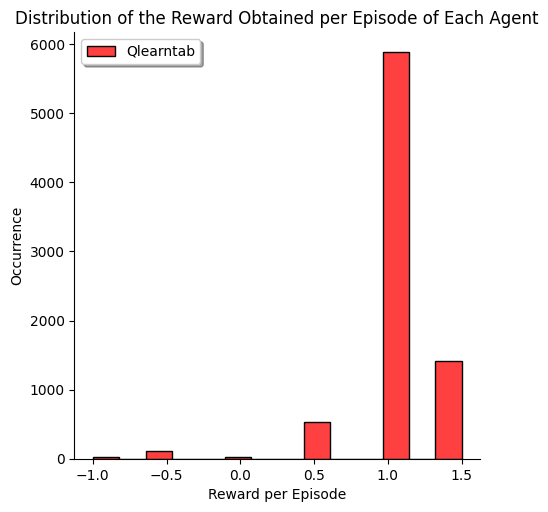 Distribution of the Reward Obtained per Episode of Each Agent
Qlearntab
6000
5000
4000
3000
2000
1000
0
Occurrence
−1.0 −0.5 0.0 0.5 1.0 1.5
Reward per Episode